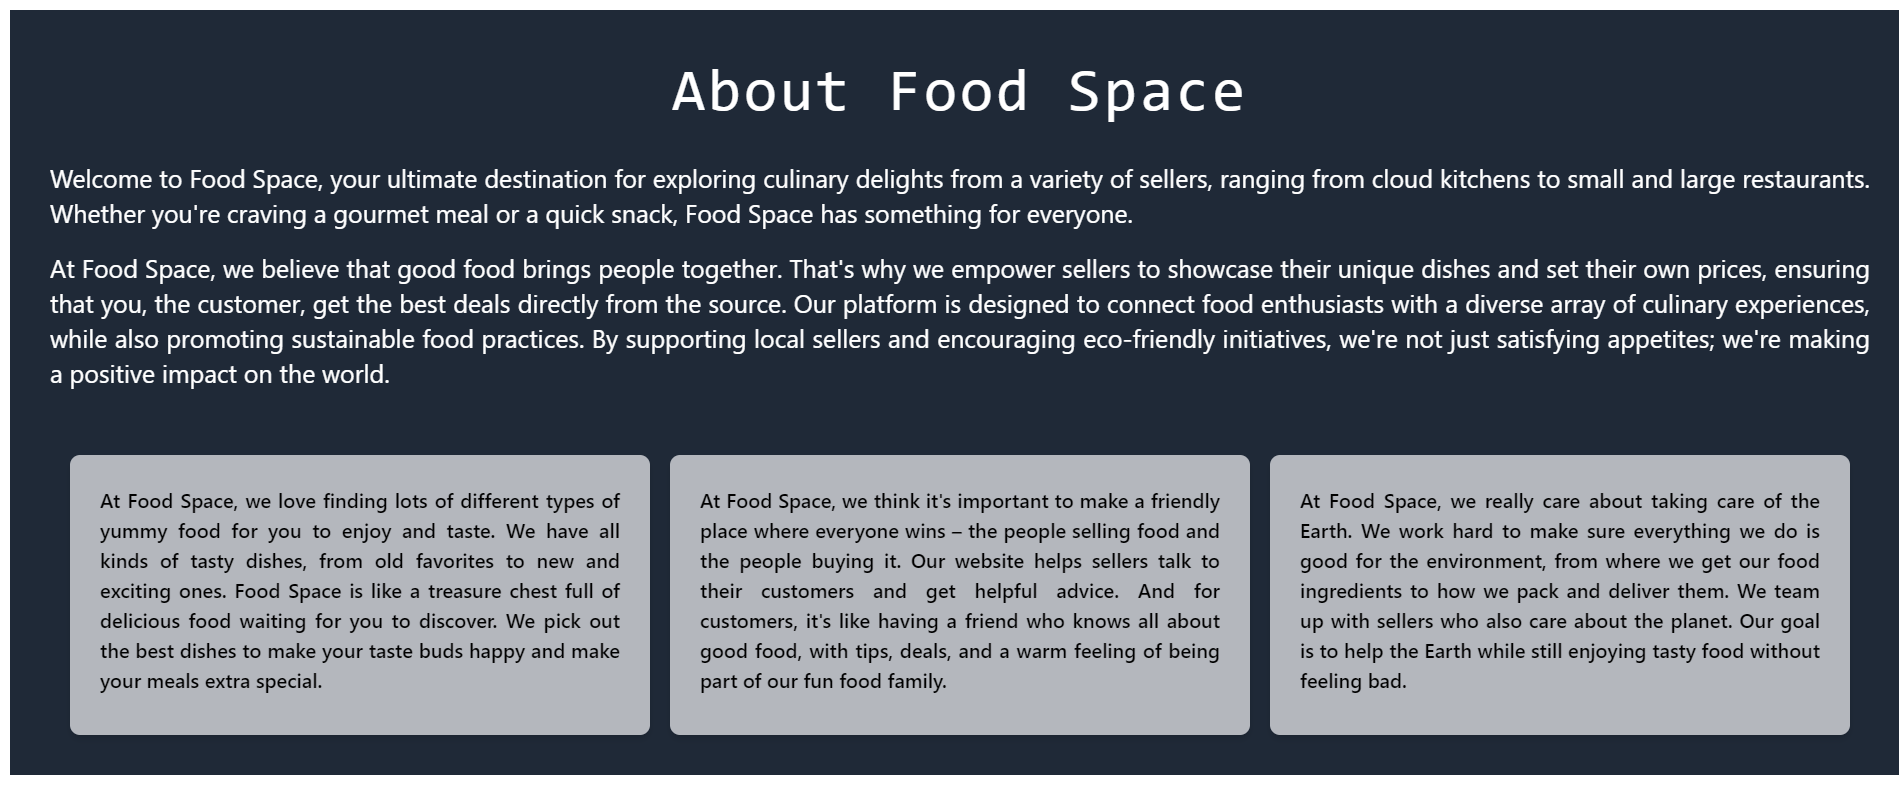 About Food Space
Welcome to Food Space, your ultimate destination for exploring culinary delights from a variety of sellers, ranging from cloud kitchens to small and large restaurants.
Whether you're craving a gourmet meal or a quick snack, Food Space has something for everyone.
At Food Space, we believe that good food brings people together. That's why we empower sellers to showcase their unique dishes and set their own prices, ensuring
that you, the customer, get the best deals directly from the source. Our platform is designed to connect food enthusiasts with a diverse array of culinary experiences,
while also promoting sustainable food practices. By supporting local sellers and encouraging eco-friendly initiatives, we're not just satisfying appetites; we're making
a positive impact on the world.
At Food Space, we love finding lots of different types of
yummy food for you to enjoy and taste. We have all
kinds of tasty dishes, from old favorites to new and
exciting ones. Food Space is like a treasure chest full of
delicious food waiting for you to discover. We pick out
the best dishes to make your taste buds happy and make
your meals extra special.
At Food Space, we think it's important to make a friendly
place where everyone wins – the people selling food and
the people buying it. Our website helps sellers talk to
their customers and get helpful advice. And for
customers, it's like having a friend who knows all about
good food, with tips, deals, and a warm feeling of being
part of our fun food family.
At Food Space, we really care about taking care of the
Earth. We work hard to make sure everything we do is
good for the environment, from where we get our food
ingredients to how we pack and deliver them. We team
up with sellers who also care about the planet. Our goal
is to help the Earth while still enjoying tasty food without
feeling bad.